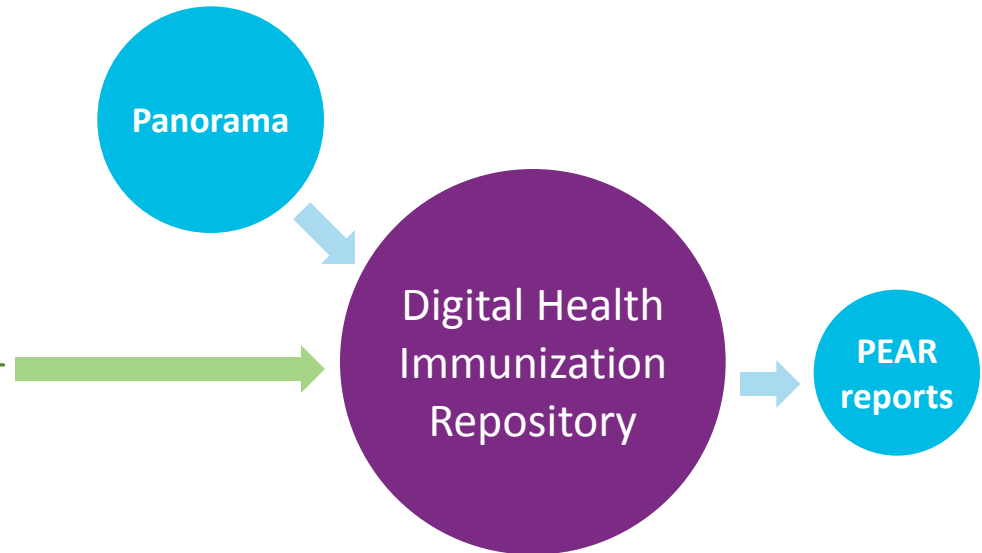 Panorama
Digital Health
Immunization
Repository
PEAR
reports